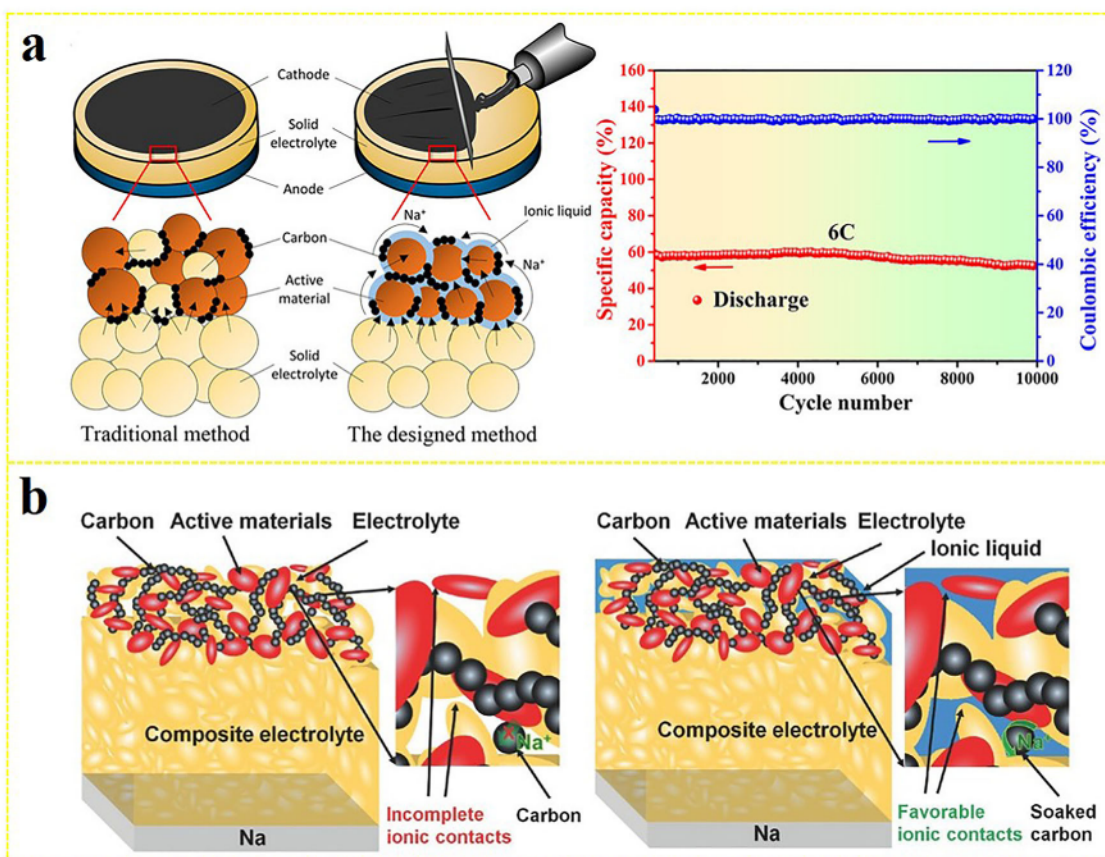 a
Cathode
Solid
electrolyte
Anode
Na⁺
Ionic liquid
Carbon
Na⁺
Active
material
Solid
electrolyte
Traditional method
The designed method
Specific capacity (%)
160
140
120
100
80
60
40
20
0
6C
Discharge
2000
4000
6000
8000
10000
Cycle number
120
100
80
60
40
20
0
Coulombic efficiency (%)
b
Carbon
Active materials
Electrolyte
Composite electrolyte
Na
x
Na⁺
Incomplete
ionic contacts
Carbon
Carbon
Active materials
Electrolyte
Ionic liquid
Composite electrolyte
Na
Na⁺
Favorable
ionic contacts
Soaked
carbon